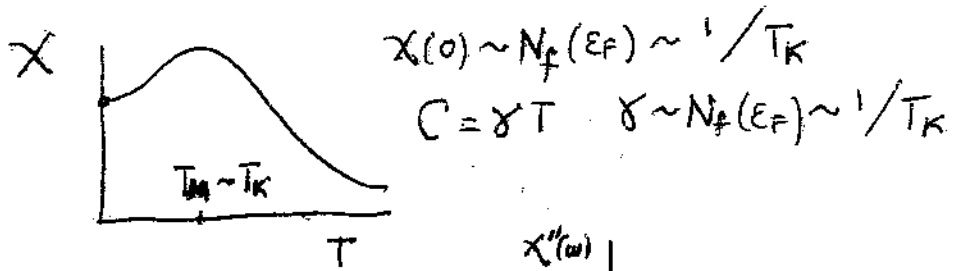 χ
χ(0) ~ N_f(ε_F) ~ 1/T_K
C = γT γ ~ N_f(ε_F) ~ 1/T_K
T_M ~ T_K
T
χ''(ω)